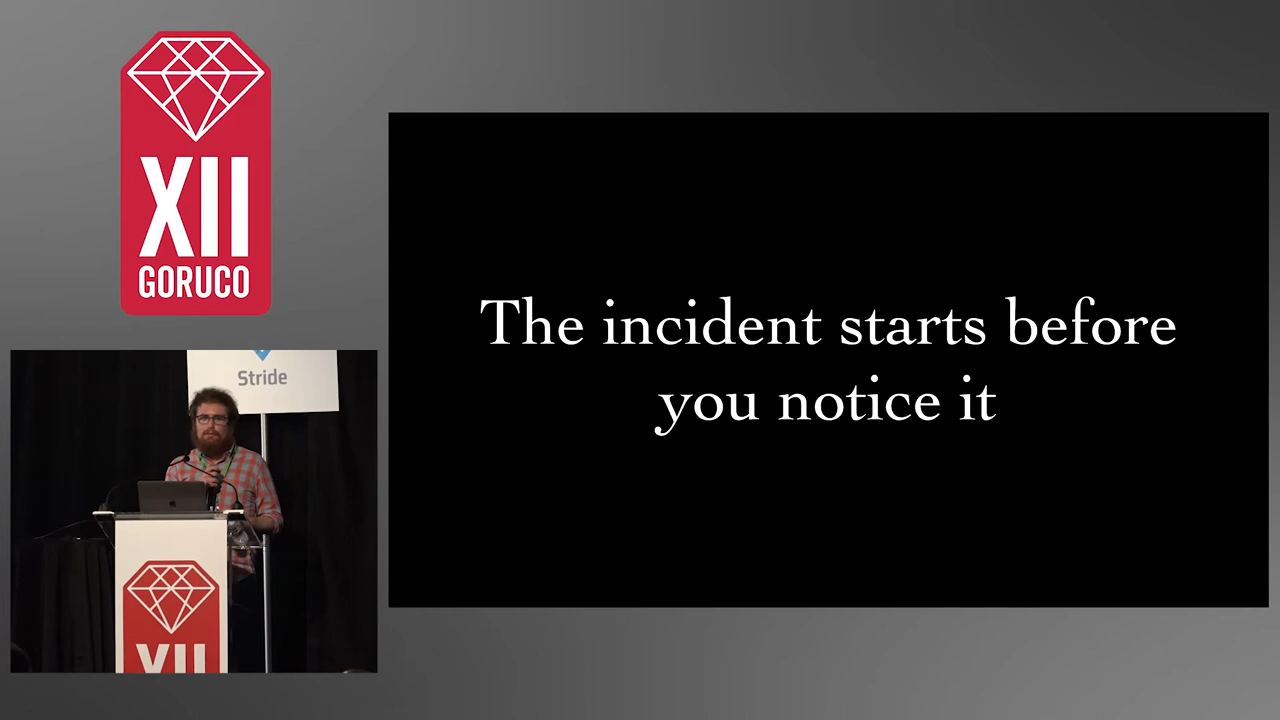 XII
GORUCO
Stride
XII
The incident starts before
you notice it